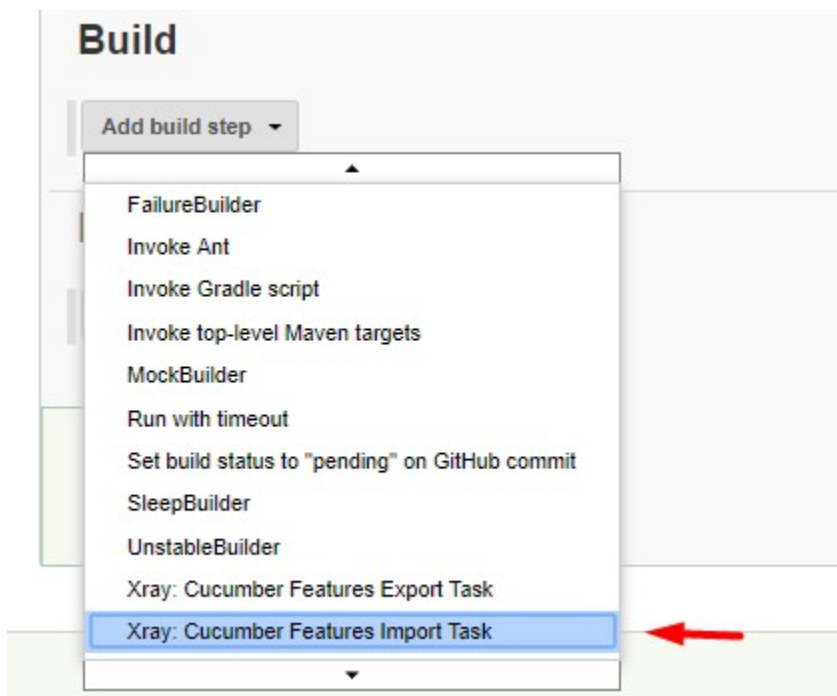 Build
Add build step
FailureBuilder
Invoke Ant
Invoke Gradle script
Invoke top-level Maven targets
MockBuilder
Run with timeout
Set build status to "pending" on GitHub commit
SleepBuilder
UnstableBuilder
Xray: Cucumber Features Export Task
Xray: Cucumber Features Import Task